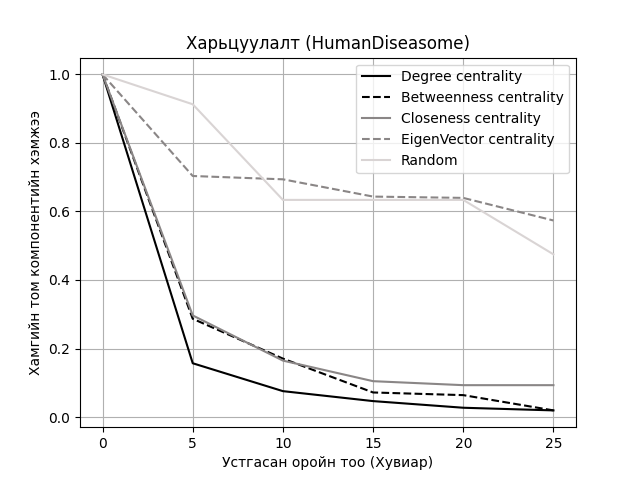 Харьцуулалт (HumanDiseasome)
Degree centrality
Betweenness centrality
Closeness centrality
EigenVector centrality
Random
Хамгийн том компонентийн хэмжээ
1.0
0.8
0.6
0.4
0.2
0.0
0 5 10 15 20 25
Устгасан оройн тоо (Хувиар)